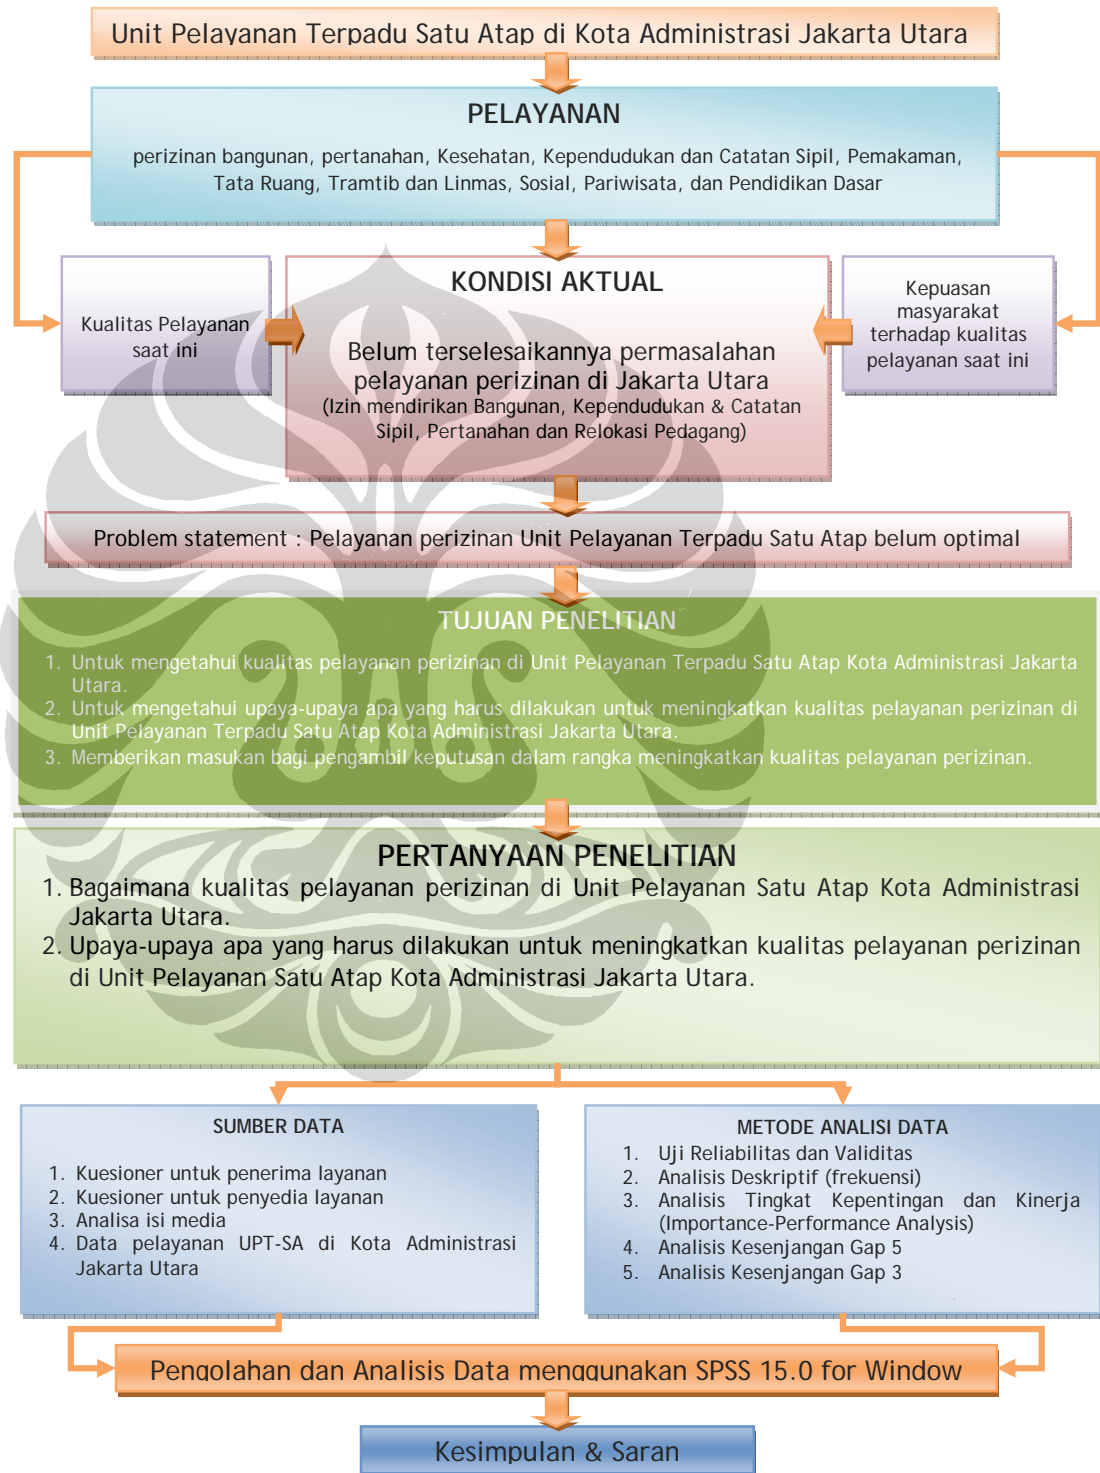 Unit Pelayanan Terpadu Satu Atap di Kota Administrasi Jakarta Utara
PELAYANAN
perizinan bangunan, pertanahan, Kesehatan, Kependudukan dan Catatan Sipil, Pemakaman,
Tata Ruang, Tramtib dan Linmas, Sosial, Pariwisata, dan Pendidikan Dasar
Kualitas Pelayanan
saat ini
KONDISI AKTUAL
Belum terselesaikannya permasalahan
pelayanan perizinan di Jakarta Utara
(Izin mendirikan Bangunan, Kependudukan & Catatan
Sipil, Pertanahan dan Relokasi Pedagang)
Kepuasan
masyarakat
terhadap kualitas
pelayanan saat ini
Problem statement : Pelayanan perizinan Unit Pelayanan Terpadu Satu Atap belum optimal
TUJUAN PENELITIAN
1. Untuk mengetahui kualitas pelayanan perizinan di Unit Pelayanan Terpadu Satu Atap Kota Administrasi Jakarta
Utara.
2. Untuk mengetahui upaya-upaya apa yang harus dilakukan untuk meningkatkan kualitas pelayanan perizinan di
Unit Pelayanan Terpadu Satu Atap Kota Administrasi Jakarta Utara.
3. Memberikan masukan bagi pengambil keputusan dalam rangka meningkatkan kualitas pelayanan perizinan.
PERTANYAAN PENELITIAN
1. Bagaimana kualitas pelayanan perizinan di Unit Pelayanan Satu Atap Kota Administrasi
Jakarta Utara.
2. Upaya-upaya apa yang harus dilakukan untuk meningkatkan kualitas pelayanan perizinan
di Unit Pelayanan Satu Atap Kota Administrasi Jakarta Utara.
SUMBER DATA
1. Kuesioner untuk penerima layanan
2. Kuesioner untuk penyedia layanan
3. Analisa isi media
4. Data pelayanan UPT-SA di Kota Administrasi
Jakarta Utara
METODE ANALISI DATA
1. Uji Reliabilitas dan Validitas
2. Analisis Deskriptif (frekuensi)
3. Analisis Tingkat Kepentingan dan Kinerja
(Importance-Performance Analysis)
4. Analisis Kesenjangan Gap 5
5. Analisis Kesenjangan Gap 3
Pengolahan dan Analisis Data menggunakan SPSS 15.0 for Window
Kesimpulan & Saran